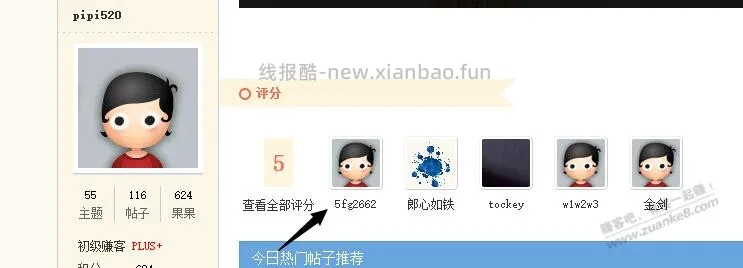 pipi520
线报酷-new.xianbao.fun
评分
5
查看全部评分
5fg2662
郎心如铁
tockey
w1w2w3
金剑
55
116
624
主题
帖子
果果
初级赚客 PLUS+
今日热门帖子推荐
赚客吧,有奖一起赚!
www.zuanke8.com